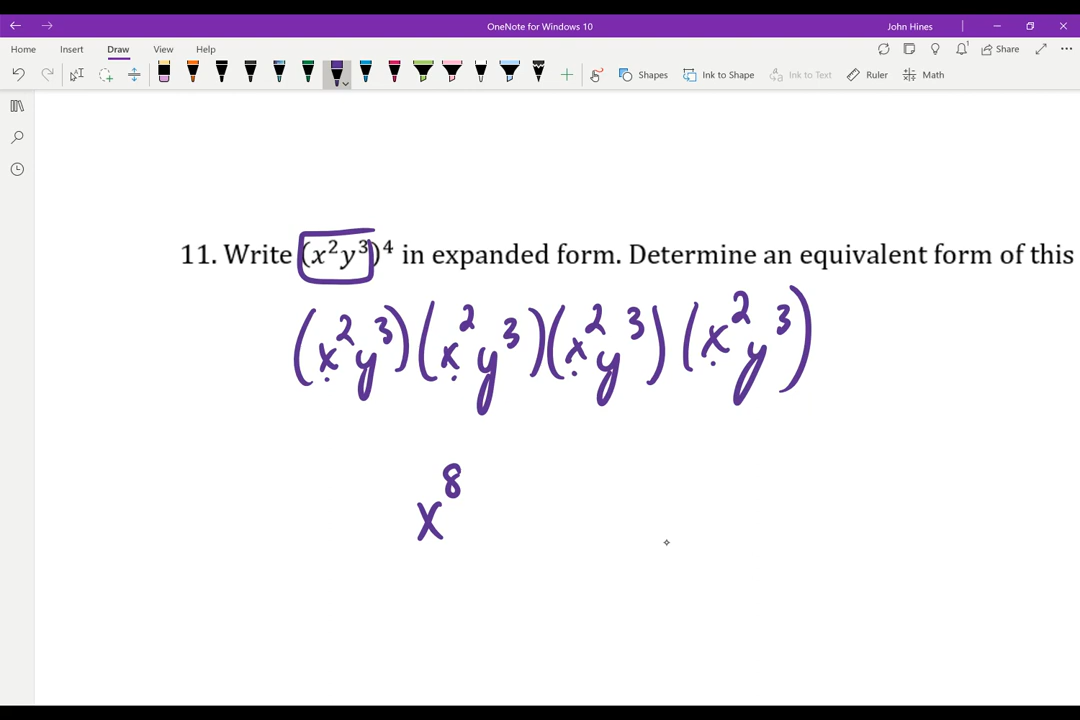 OneNote for Windows 10 John Hines
Home Insert Draw View Help Share
Shapes Ink to Shape Ink to Text Ruler Math
11. Write (x²y³)⁴ in expanded form. Determine an equivalent form of this
(x²y³)(x²y³)(x²y³)(x²y³)
x⁸